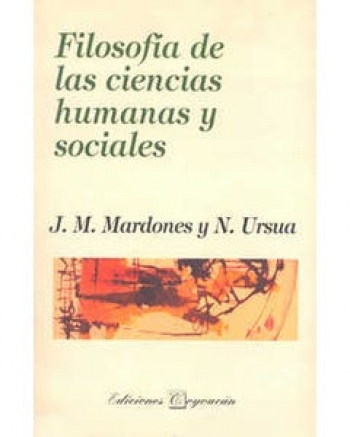 Filosofía de
las ciencias
humanas y
sociales
J. M. Mardones y N. Ursua
Ediciones Coyoacán